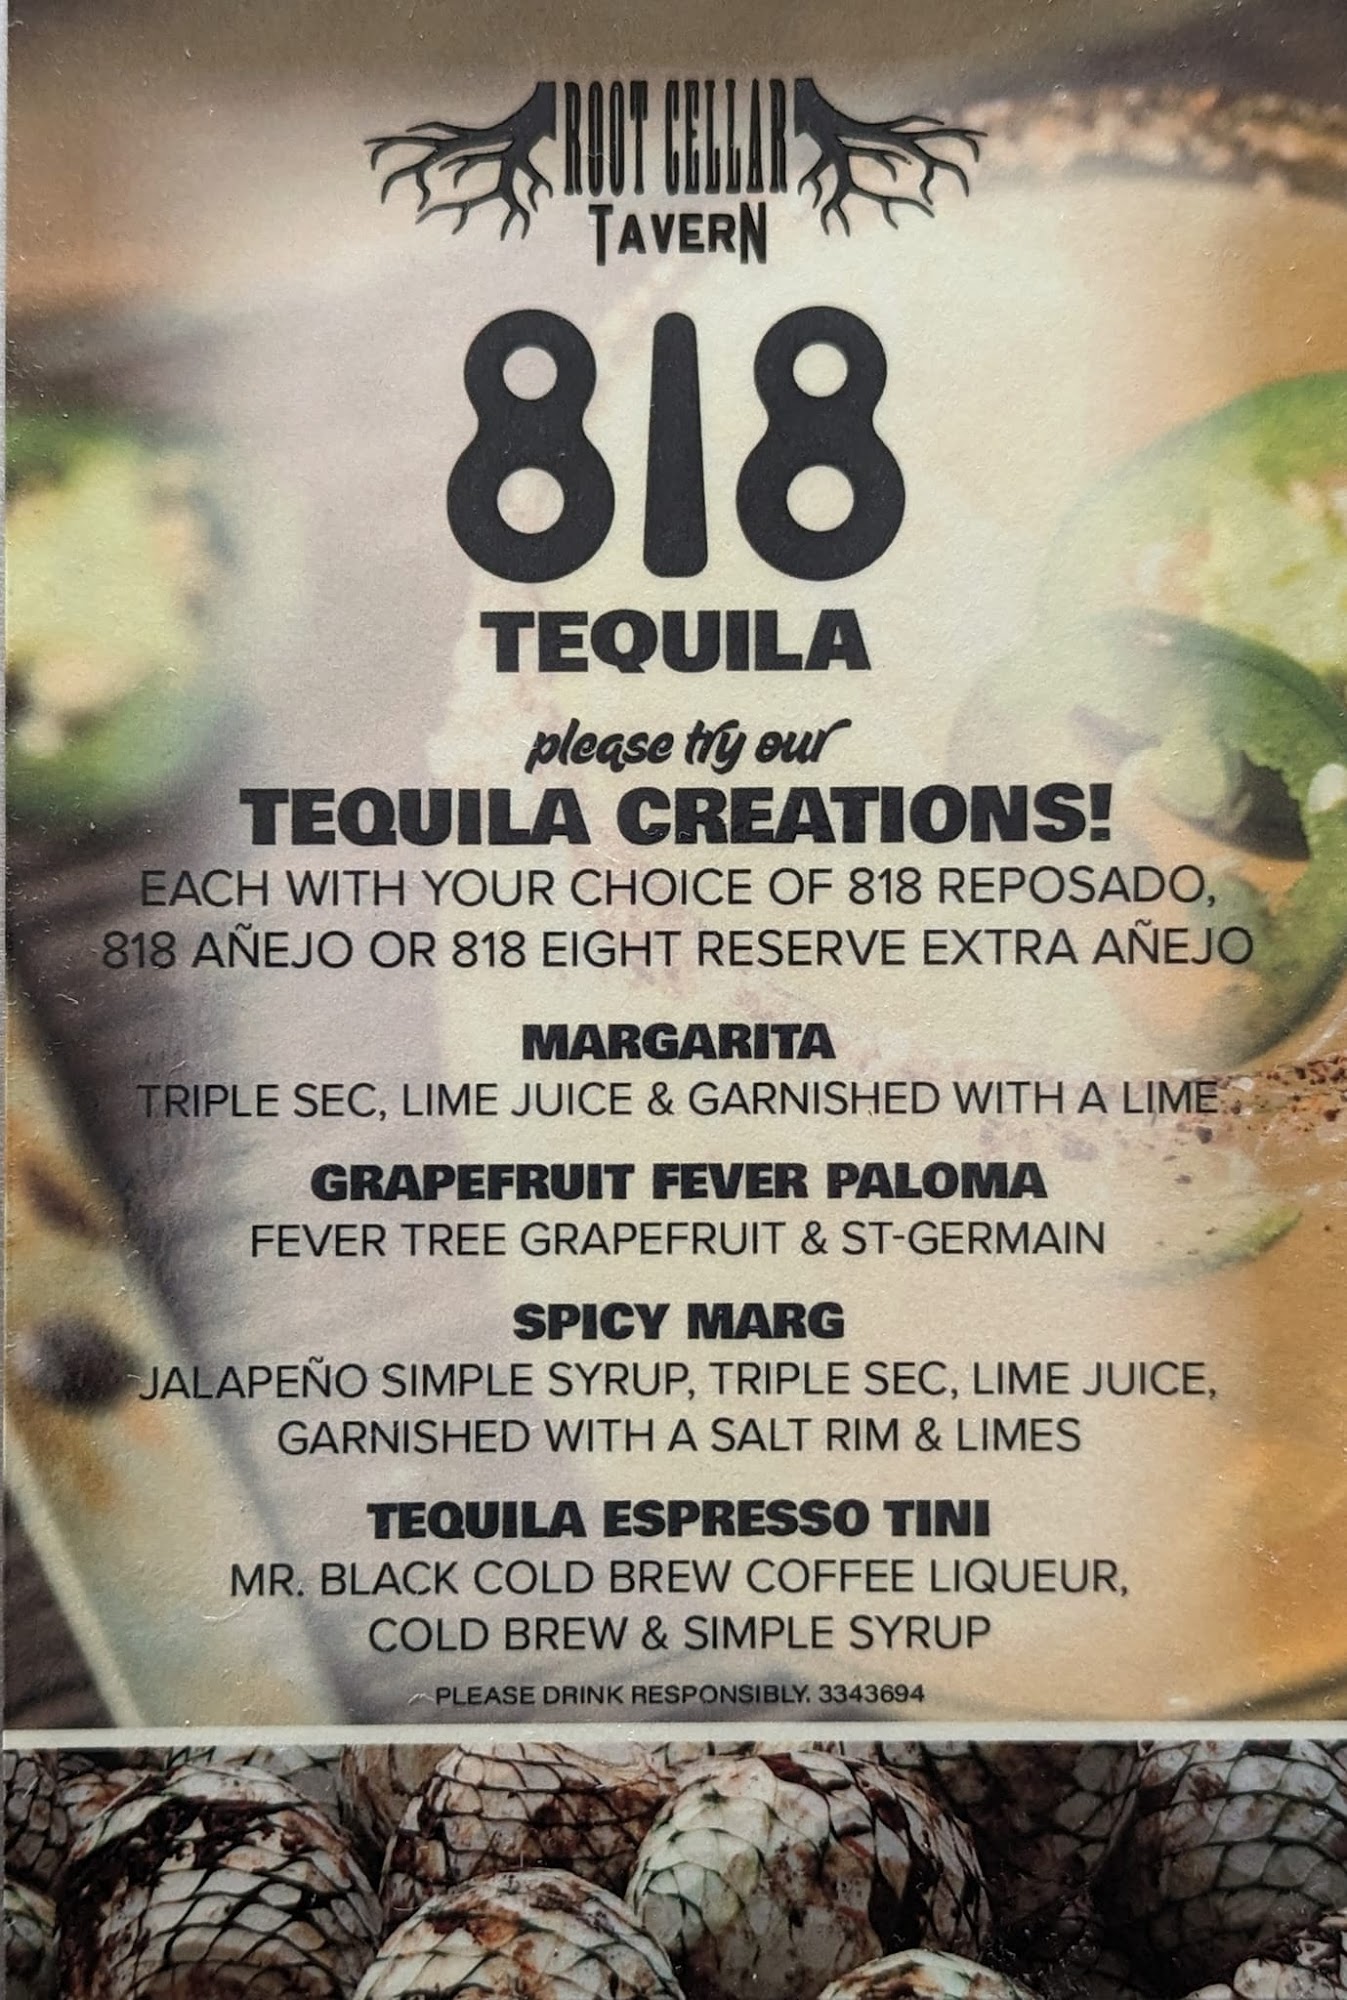 ROOT CELLAR
TAVERN
818
TEQUILA
please try our
TEQUILA CREATIONS!
EACH WITH YOUR CHOICE OF 818 REPOSADO,
818 AÑEJO OR 818 EIGHT RESERVE EXTRA AÑEJO
MARGARITA
TRIPLE SEC, LIME JUICE & GARNISHED WITH A LIME
GRAPEFRUIT FEVER PALOMA
FEVER TREE GRAPEFRUIT & ST-GERMAIN
SPICY MARG
JALAPEÑO SIMPLE SYRUP, TRIPLE SEC, LIME JUICE,
GARNISHED WITH A SALT RIM & LIMES
TEQUILA ESPRESSO TINI
MR. BLACK COLD BREW COFFEE LIQUEUR,
COLD BREW & SIMPLE SYRUP
PLEASE DRINK RESPONSIBLY. 3343694